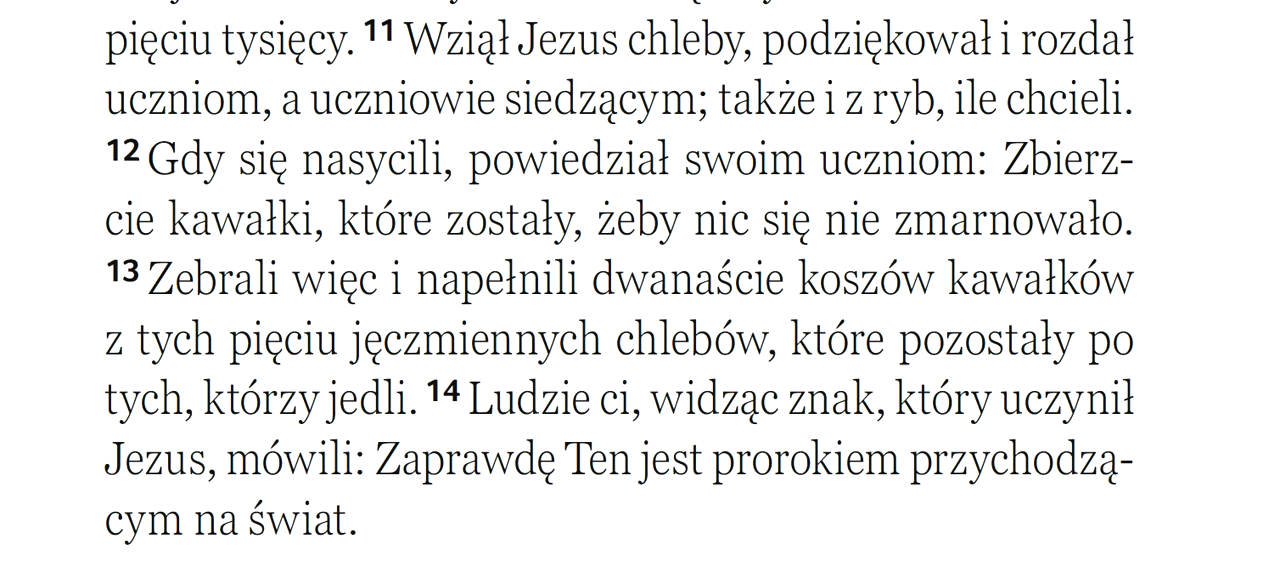 pięciu tysięcy. 11 Wziął Jezus chleby, podziękował i rozdał
uczniom, a uczniowie siedzącym; także i z ryb, ile chcieli.
12 Gdy się nasycili, powiedział swoim uczniom: Zbierz-
cie kawałki, które zostały, żeby nic się nie zmarnowało.
13 Zebrali więc i napełnili dwanaście koszów kawałków
z tych pięciu jęczmiennych chlebów, które pozostały po
tych, którzy jedli. 14 Ludzie ci, widząc znak, który uczynił
Jezus, mówili: Zaprawdę Ten jest prorokiem przychodzą-
cym na świat.